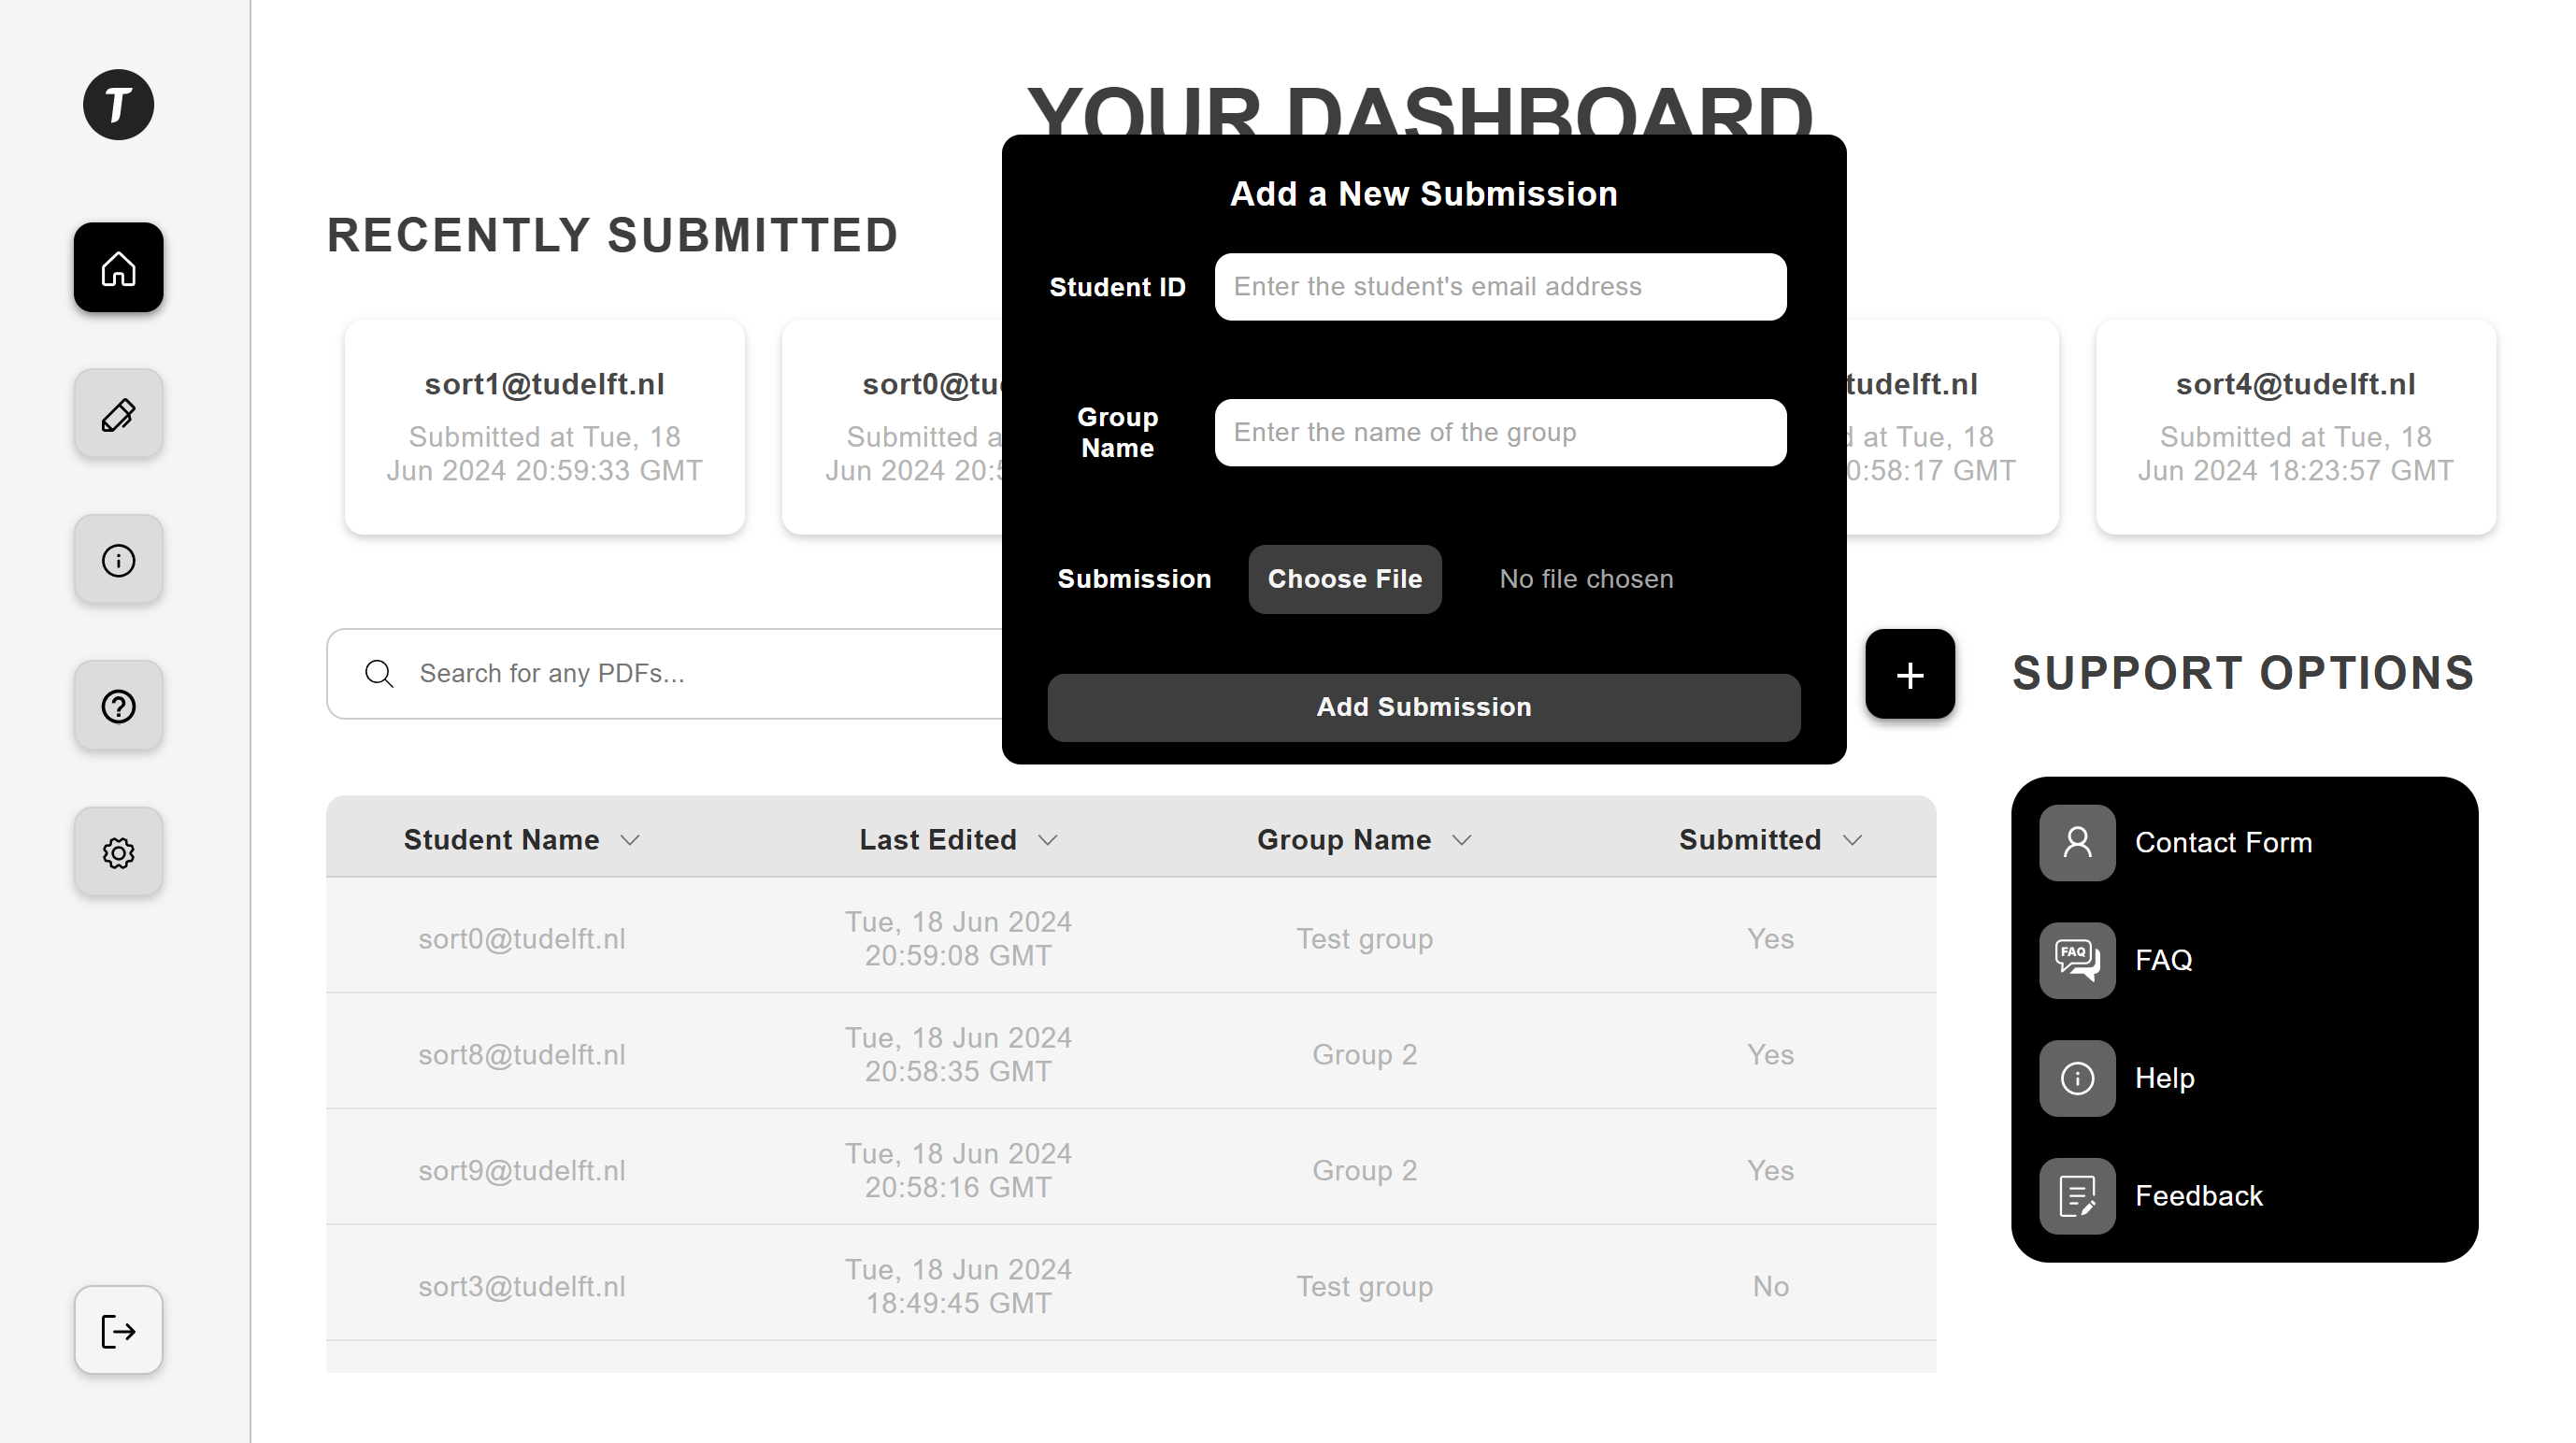 T
YOUR DASHBOARD
RECENTLY SUBMITTED
sort1@tudelft.nl
Submitted at Tue, 18
Jun 2024 20:59:33 GMT
sort0@tu
Submitted a
Jun 2024 20:5
tudelft.nl
at Tue, 18
0:58:17 GMT
sort4@tudelft.nl
Submitted at Tue, 18
Jun 2024 18:23:57 GMT
Add a New Submission
Student ID
Enter the student's email address
Group
Name
Enter the name of the group
Submission
Choose File
No file chosen
Add Submission
Search for any PDFs...
+
SUPPORT OPTIONS
Student Name Last Edited Group Name Submitted
sort0@tudelft.nl
Tue, 18 Jun 2024
20:59:08 GMT
Test group
Yes
sort8@tudelft.nl
Tue, 18 Jun 2024
20:58:35 GMT
Group 2
Yes
sort9@tudelft.nl
Tue, 18 Jun 2024
20:58:16 GMT
Group 2
Yes
sort3@tudelft.nl
Tue, 18 Jun 2024
18:49:45 GMT
Test group
No
Contact Form
FAQ
FAQ
Help
Feedback